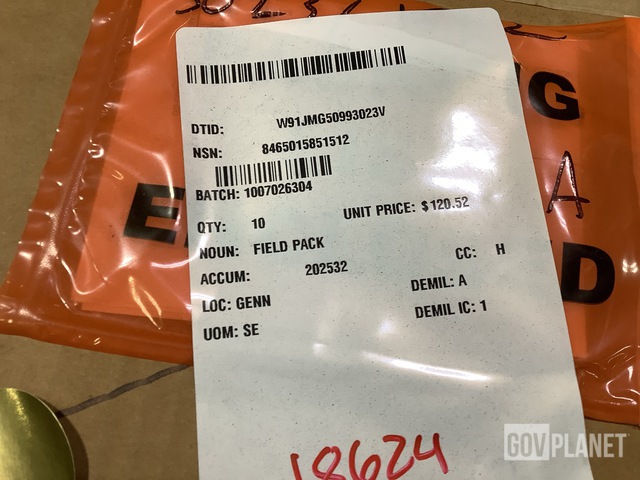 DTID: W91JMG50993023V
NSN: 8465015851512
BATCH: 1007026304
QTY: 10 UNIT PRICE: $120.52
NOUN: FIELD PACK CC: H
ACCUM: 202532
LOC: GENN DEMIL: A
UOM: SE DEMIL IC: 1
A
18624
GOVPLANET